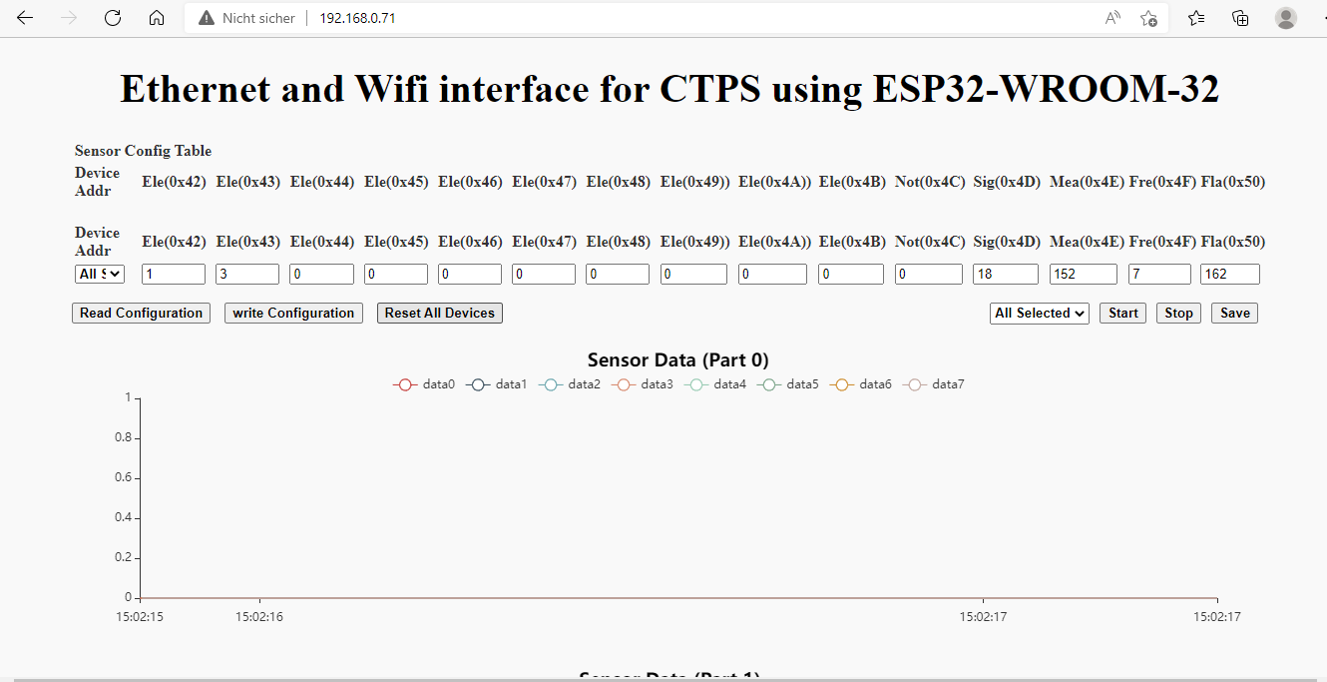 Nicht sicher 192.168.0.71
Ethernet and Wifi interface for CTPS using ESP32-WROOM-32
Sensor Config Table
Device Addr Ele(0x42) Ele(0x43) Ele(0x44) Ele(0x45) Ele(0x46) Ele(0x47) Ele(0x48) Ele(0x49)) Ele(0x4A)) Ele(0x4B) Not(0x4C) Sig(0x4D) Mea(0x4E) Fre(0x4F) Fla(0x50)
Device Addr Ele(0x42) Ele(0x43) Ele(0x44) Ele(0x45) Ele(0x46) Ele(0x47) Ele(0x48) Ele(0x49)) Ele(0x4A)) Ele(0x4B) Not(0x4C) Sig(0x4D) Mea(0x4E) Fre(0x4F) Fla(0x50)
All 1 3 0 0 0 0 0 0 0 0 0 18 152 7 162
Read Configuration write Configuration Reset All Devices All Selected Start Stop Save
Sensor Data (Part 0)
data0 data1 data2 data3 data4 data5 data6 data7
1
0.8
0.6
0.4
0.2
0
15:02:15 15:02:16 15:02:17 15:02:17
Sensor Data (Part 1)